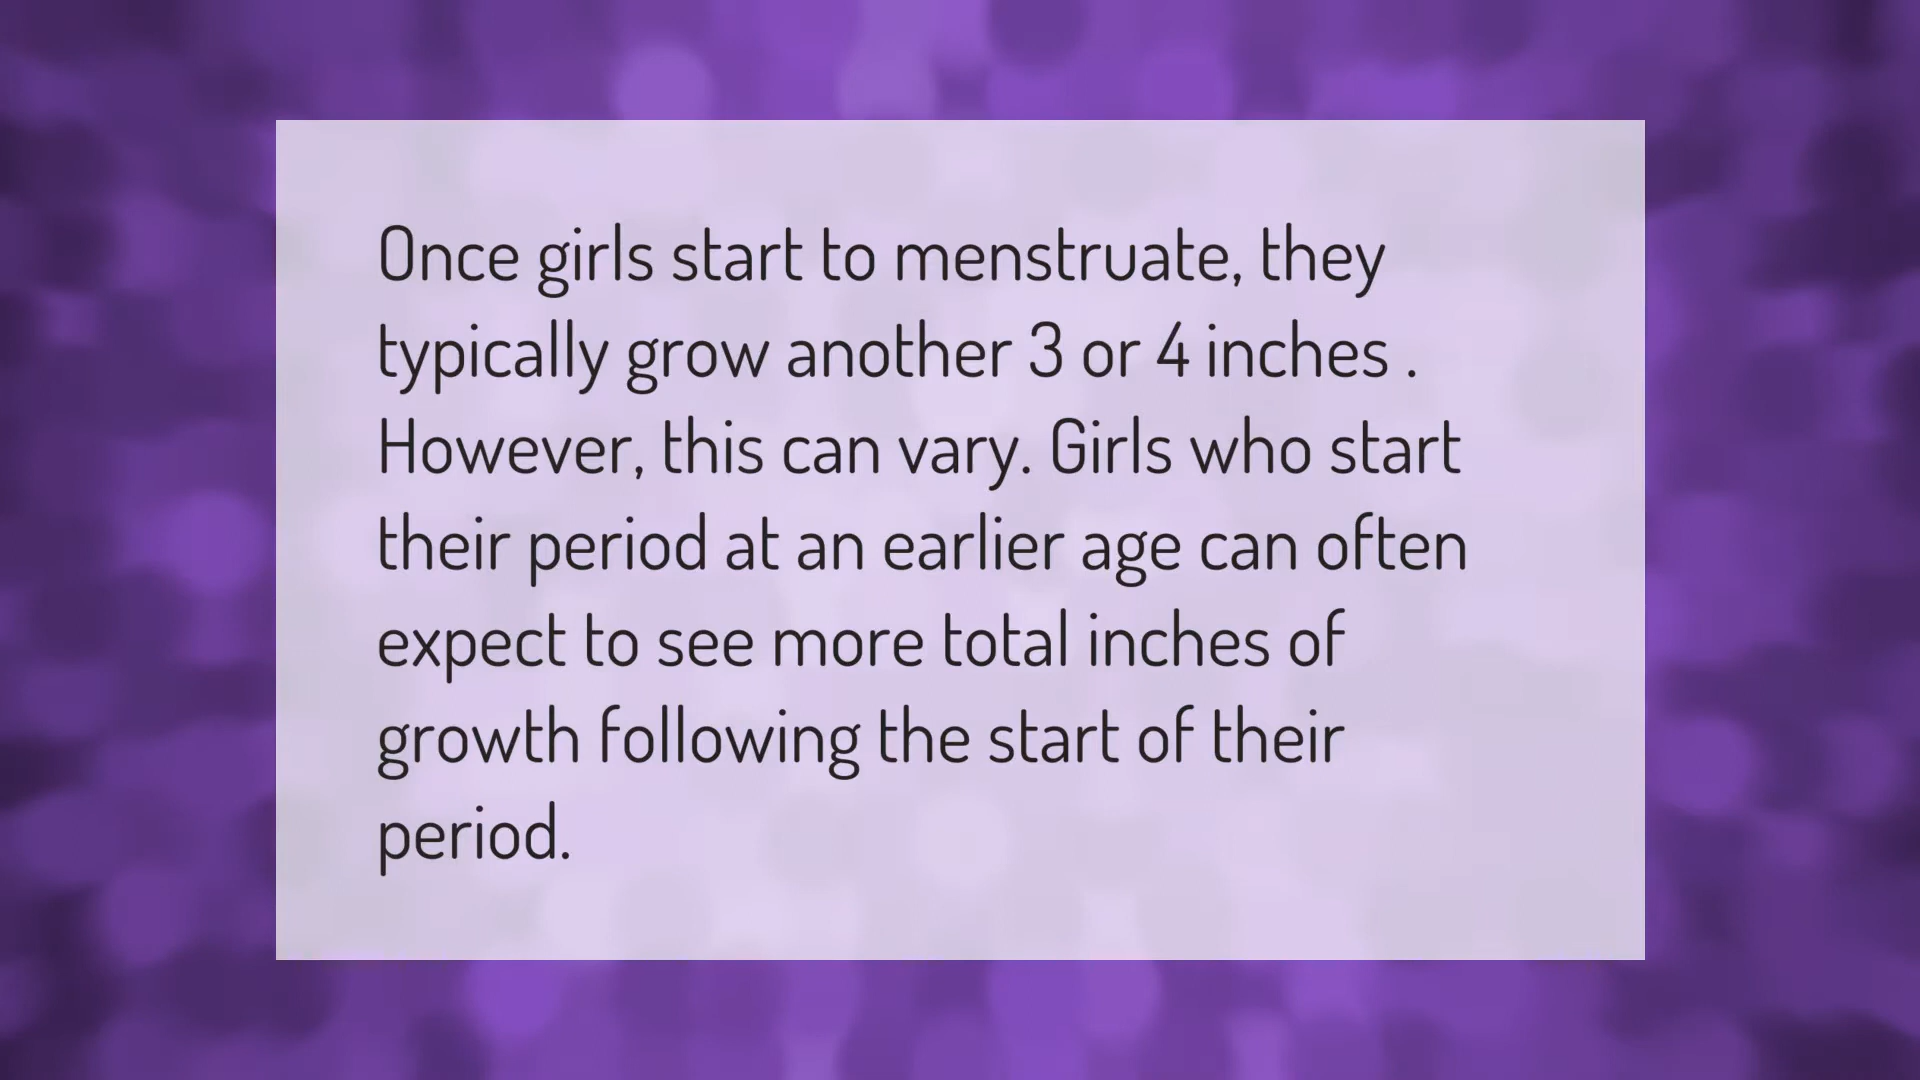 Once girls start to menstruate, they
typically grow another 3 or 4 inches .
However, this can vary. Girls who start
their period at an earlier age can often
expect to see more total inches of
growth following the start of their
period.